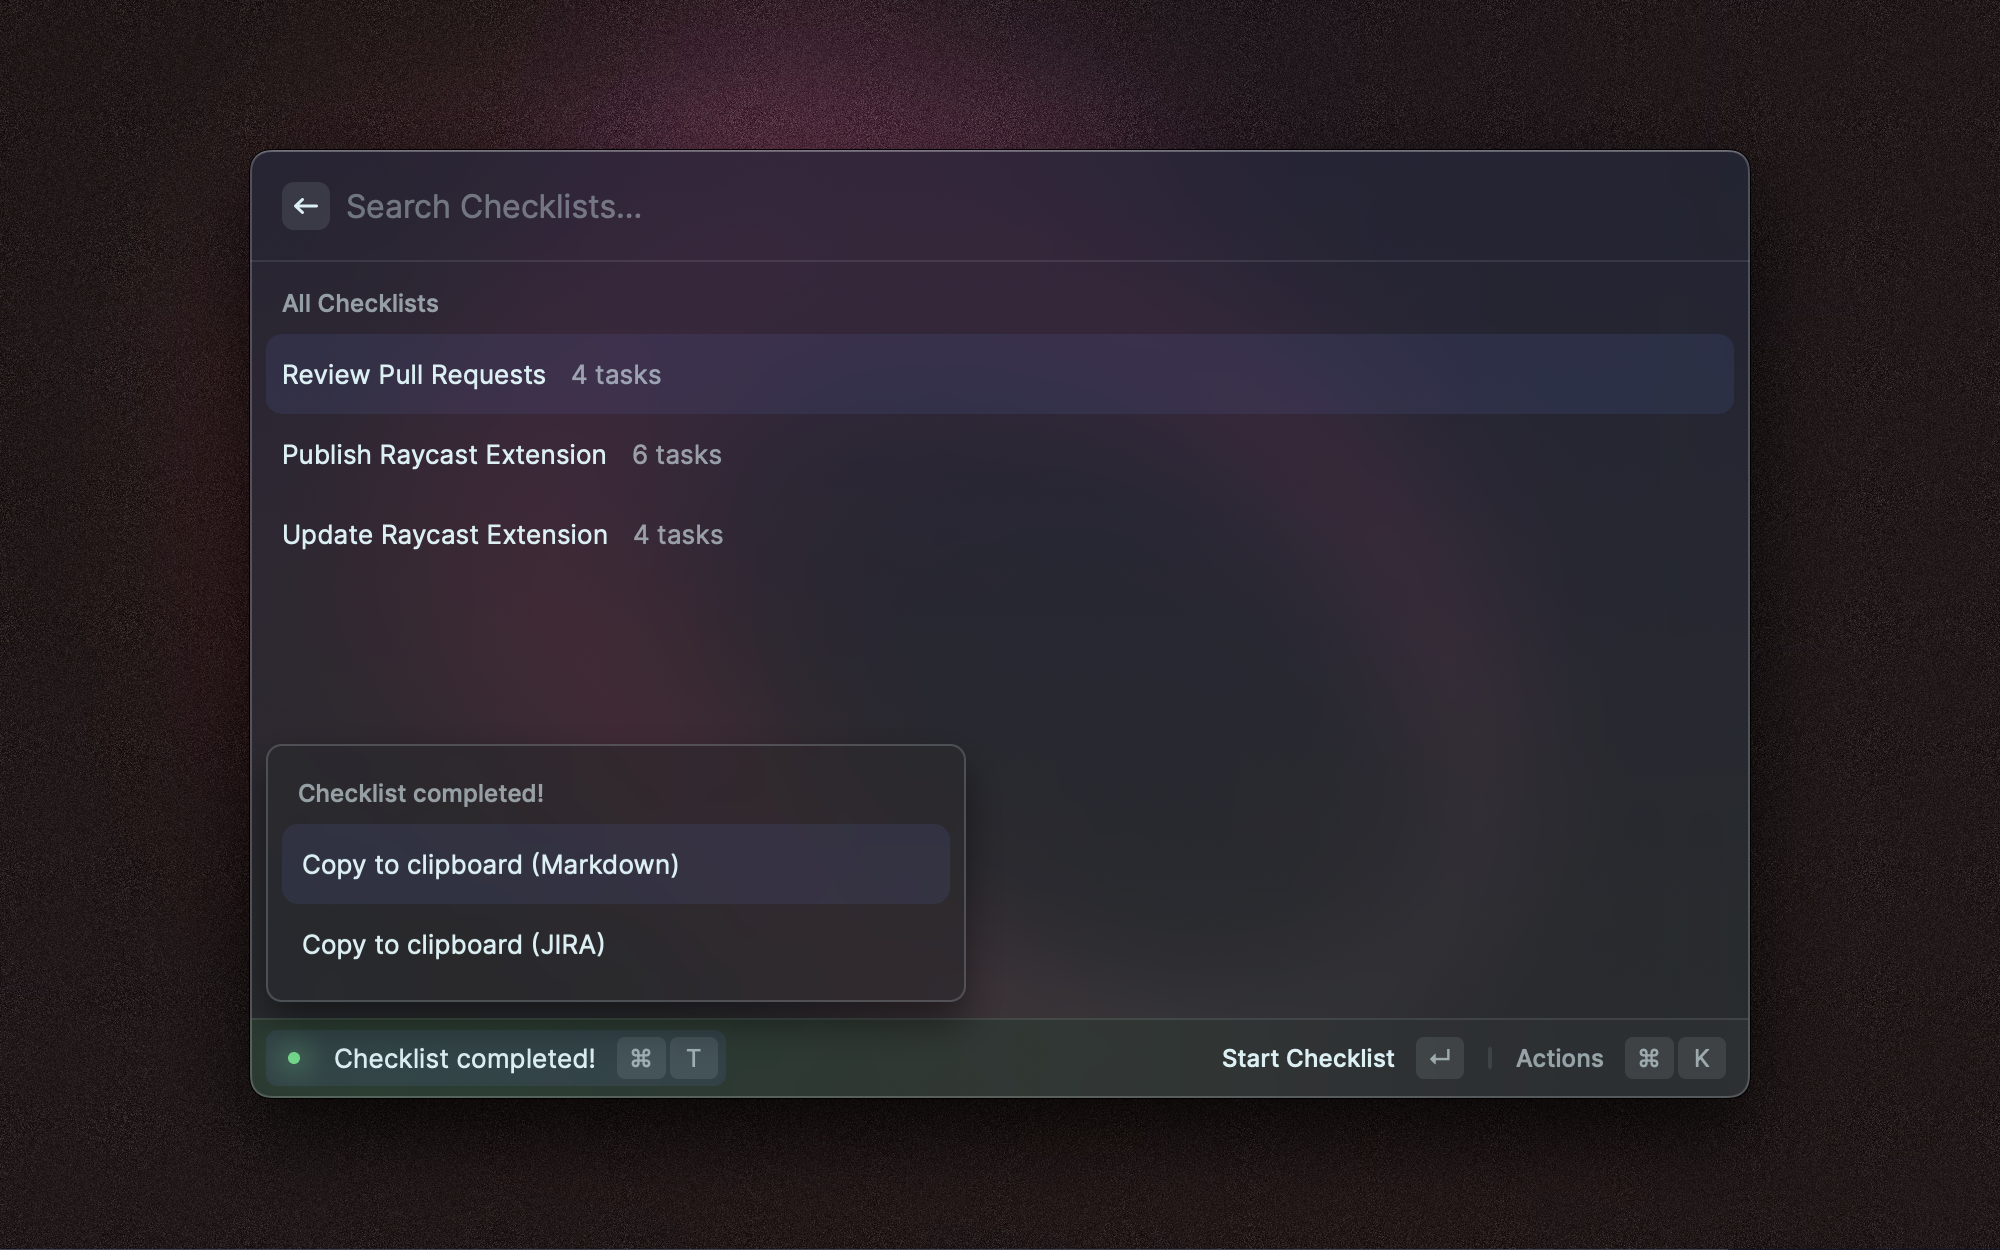 Search Checklists...
All Checklists
Review Pull Requests 4 tasks
Publish Raycast Extension 6 tasks
Update Raycast Extension 4 tasks
Checklist completed!
Copy to clipboard (Markdown)
Copy to clipboard (JIRA)
Checklist completed! ⌘ T Start Checklist ↵ | Actions ⌘ K